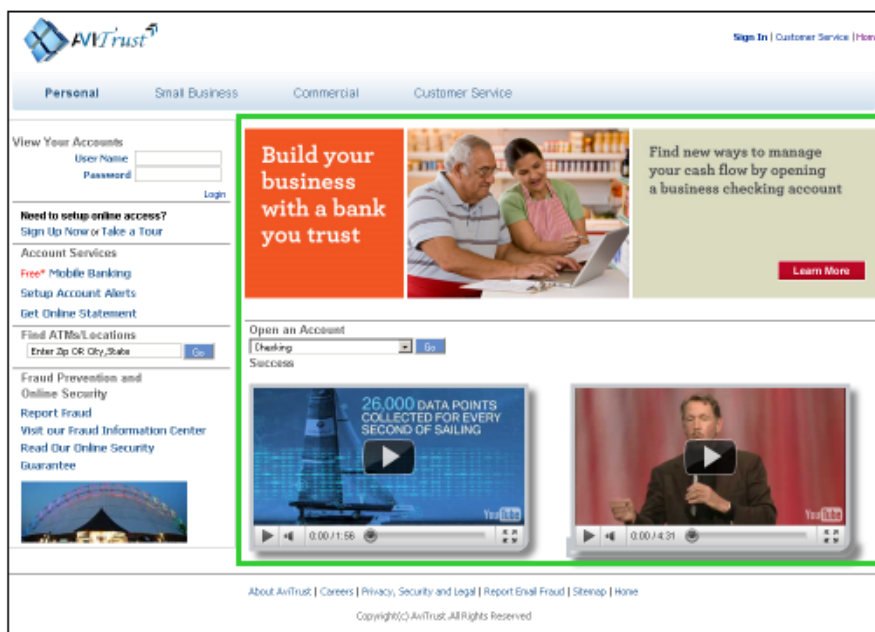 AVITrust
Sign In | Customer Service | Hom
Personal Small Business Commercial Customer Service
View Your Accounts
User Name
Password
Login
Need to setup online access?
Sign Up Now or Take a Tour
Account Services
Free* Mobile Banking
Setup Account Alerts
Get Online Statement
Find ATMs/Locations
Enter Zip OR City,State Go
Fraud Prevention and
Online Security
Report Fraud
Visit our Fraud Information Center
Read Our Online Security
Guarantee
Build your
business
with a bank
you trust
Find new ways to manage
your cash flow by opening
a business checking account
Learn More
Open an Account
Checking Go
Success
26,000 DATA POINTS
COLLECTED FOR EVERY
SECOND OF SAILING
YouTube
0:00 / 1:56
YouTube
0:00 / 4:31
About AviTrust | Careers | Privacy, Security and Legal | Report Email Fraud | Sitemap | Home
Copyright(c) AviTrust .All Rights Reserved